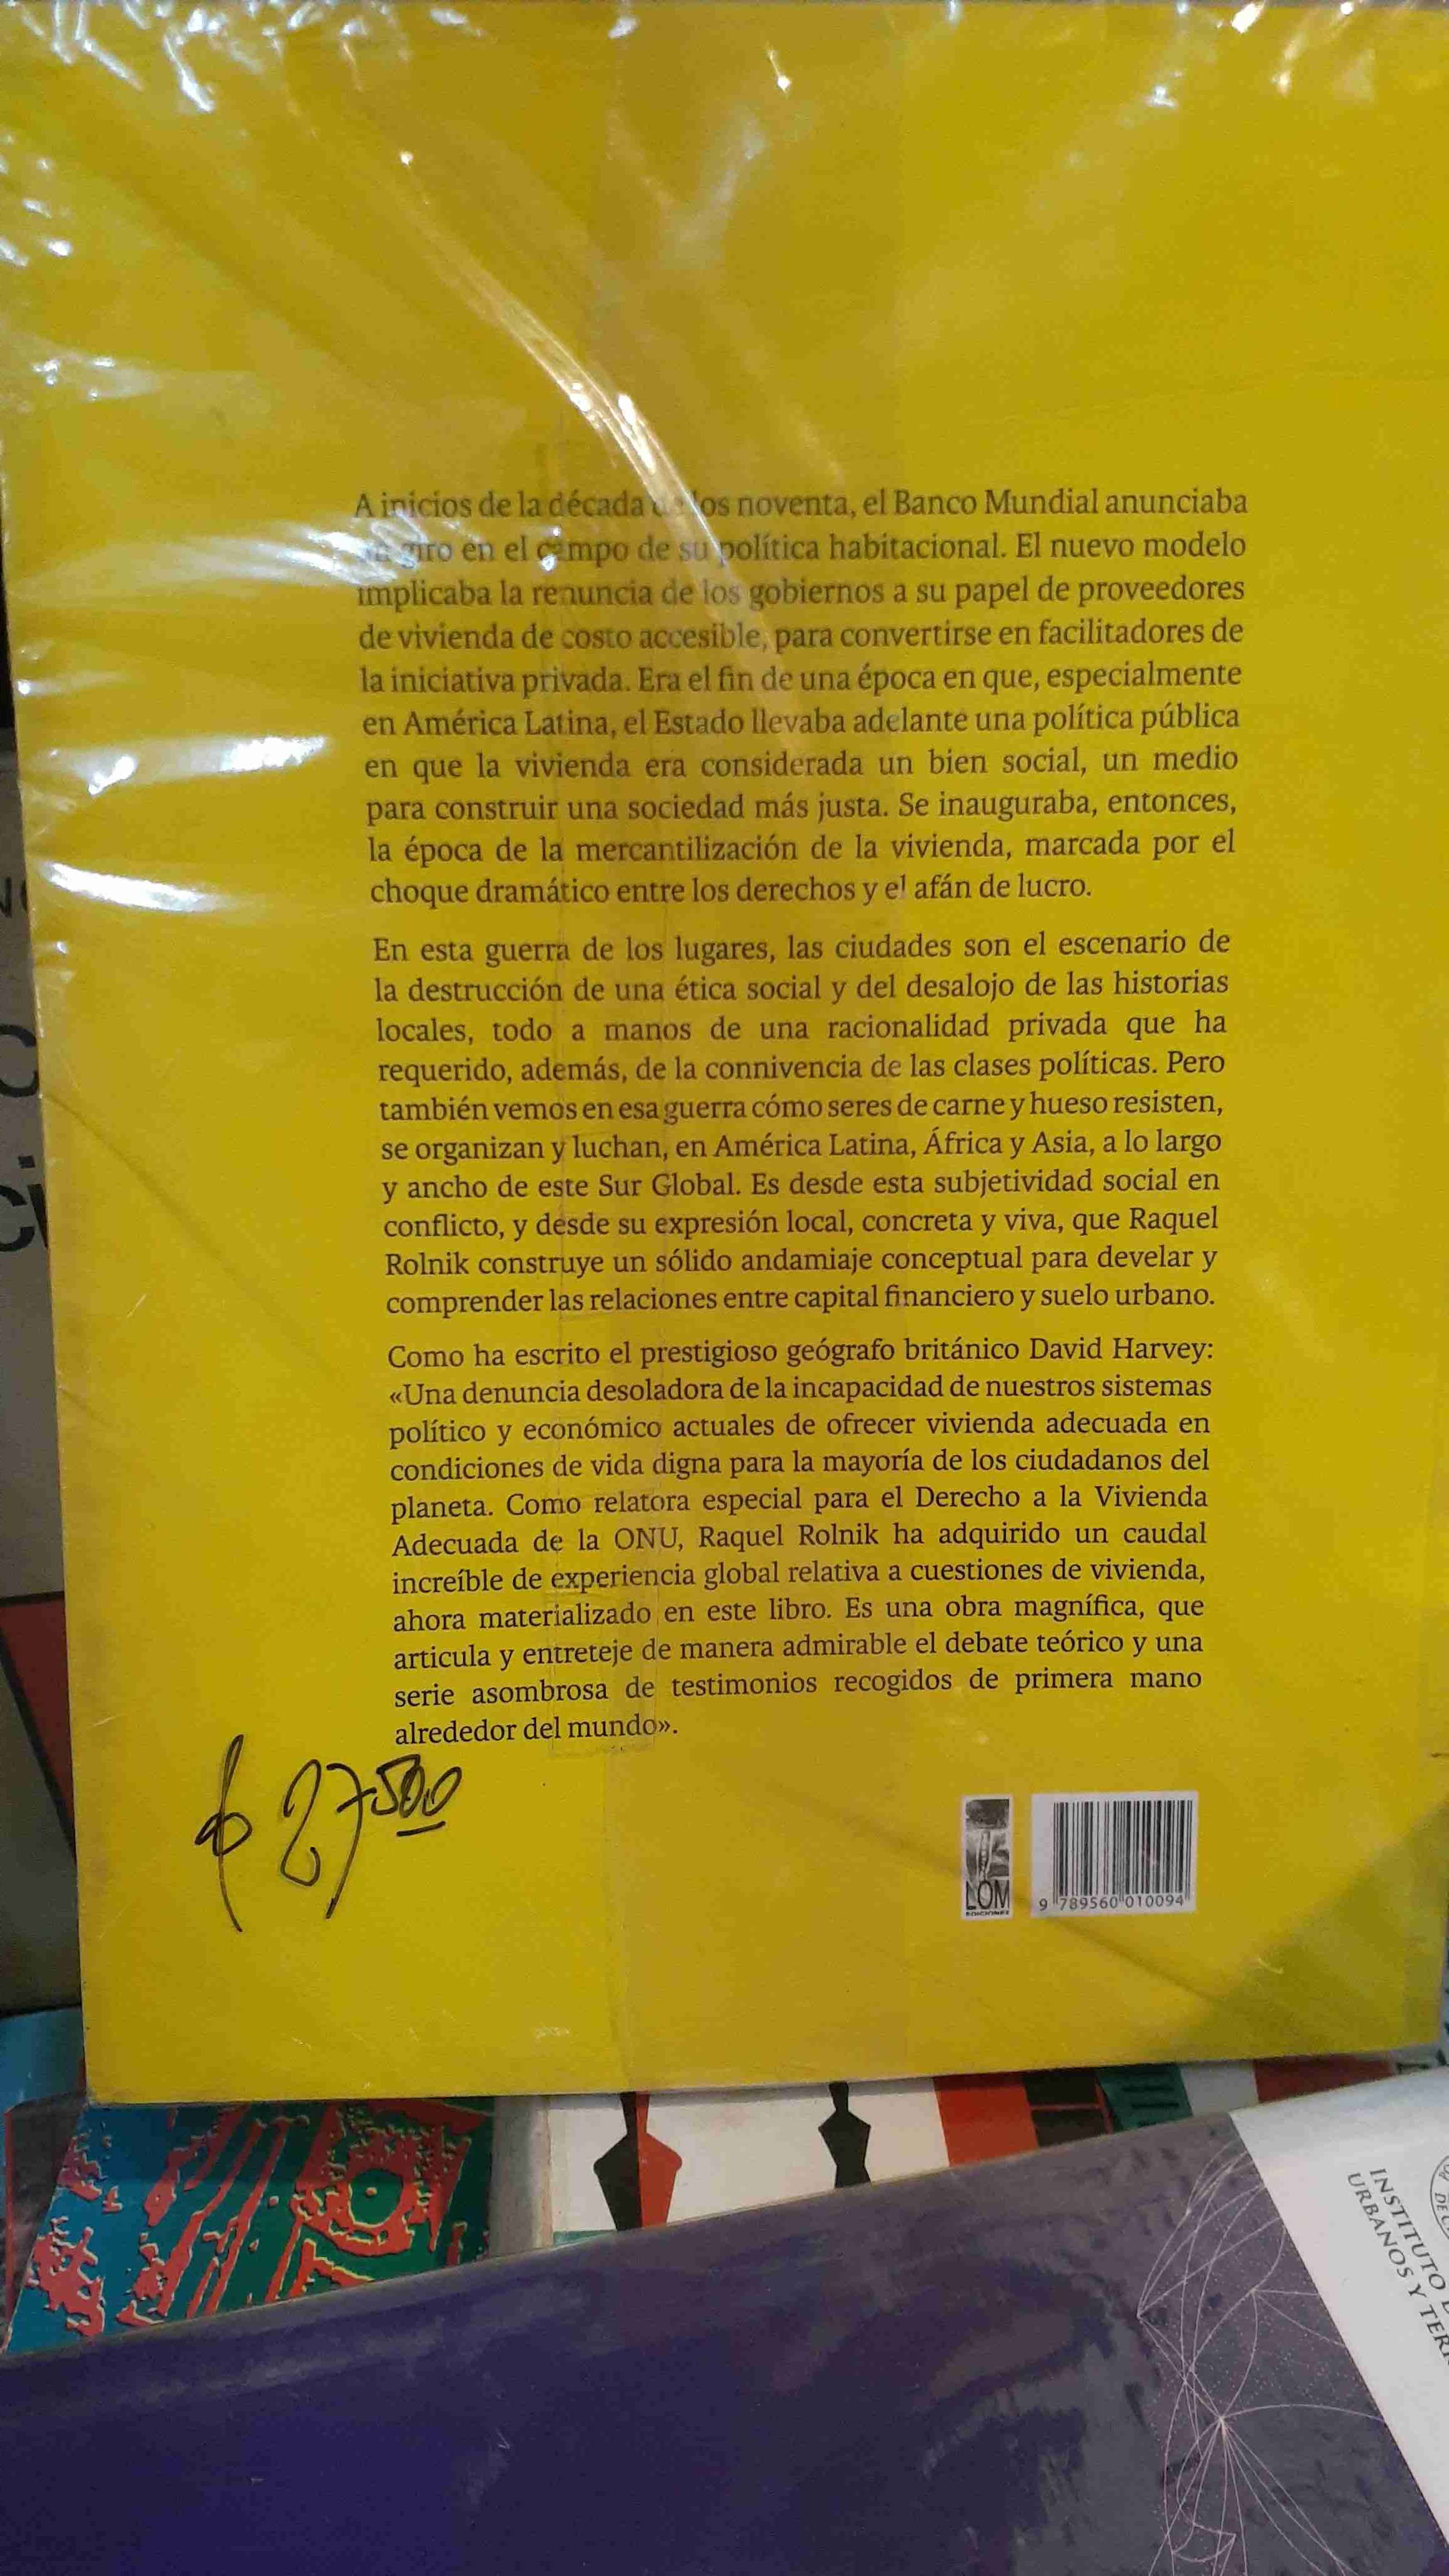 A inicios de la década de los noventa, el Banco Mundial anunciaba
un giro en el campo de su política habitacional. El nuevo modelo
implicaba la renuncia de los gobiernos a su papel de proveedores
de vivienda de costo accesible, para convertirse en facilitadores de
la iniciativa privada. Era el fin de una época en que, especialmente
en América Latina, el Estado llevaba adelante una política pública
en que la vivienda era considerada un bien social, un medio
para construir una sociedad más justa. Se inauguraba, entonces,
la época de la mercantilización de la vivienda, marcada por el
choque dramático entre los derechos y el afán de lucro.
En esta guerra de los lugares, las ciudades son el escenario de
la destrucción de una ética social y del desalojo de las historias
locales, todo a manos de una racionalidad privada que ha
requerido, además, de la connivencia de las clases políticas. Pero
también vemos en esa guerra cómo seres de carne y hueso resisten,
se organizan y luchan, en América Latina, África y Asia, a lo largo
y ancho de este Sur Global. Es desde esta subjetividad social en
conflicto, y desde su expresión local, concreta y viva, que Raquel
Rolnik construye un sólido andamiaje conceptual para develar y
comprender las relaciones entre capital financiero y suelo urbano.
Como ha escrito el prestigioso geógrafo británico David Harvey:
«Una denuncia desoladora de la incapacidad de nuestros sistemas
político y económico actuales de ofrecer vivienda adecuada en
condiciones de vida digna para la mayoría de los ciudadanos del
planeta. Como relatora especial para el Derecho a la Vivienda
Adecuada de la ONU, Raquel Rolnik ha adquirido un caudal
increíble de experiencia global relativa a cuestiones de vivienda,
ahora materializado en este libro. Es una obra magnífica, que
articula y entreteje de manera admirable el debate teórico y una
serie asombrosa de testimonios recogidos de primera mano
alrededor del mundo».
$ 27.500
LOM
EDICIONES
9 789560 010094
INSTITUTO
URBANOS Y